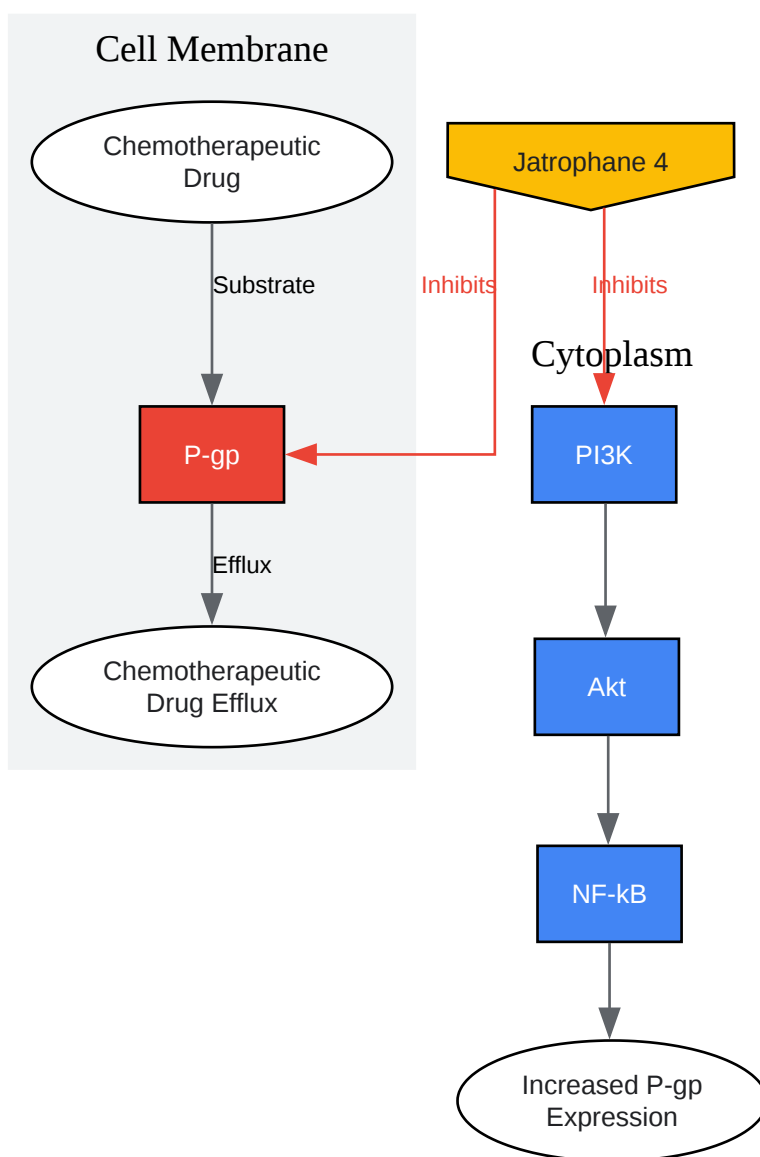 Cell Membrane
Chemotherapeutic
Drug
Jatrophane 4
Substrate
Inhibits
Inhibits
Cytoplasm
P-gp
PI3K
Efflux
Chemotherapeutic
Drug Efflux
Akt
NF-kB
Increased P-gp
Expression